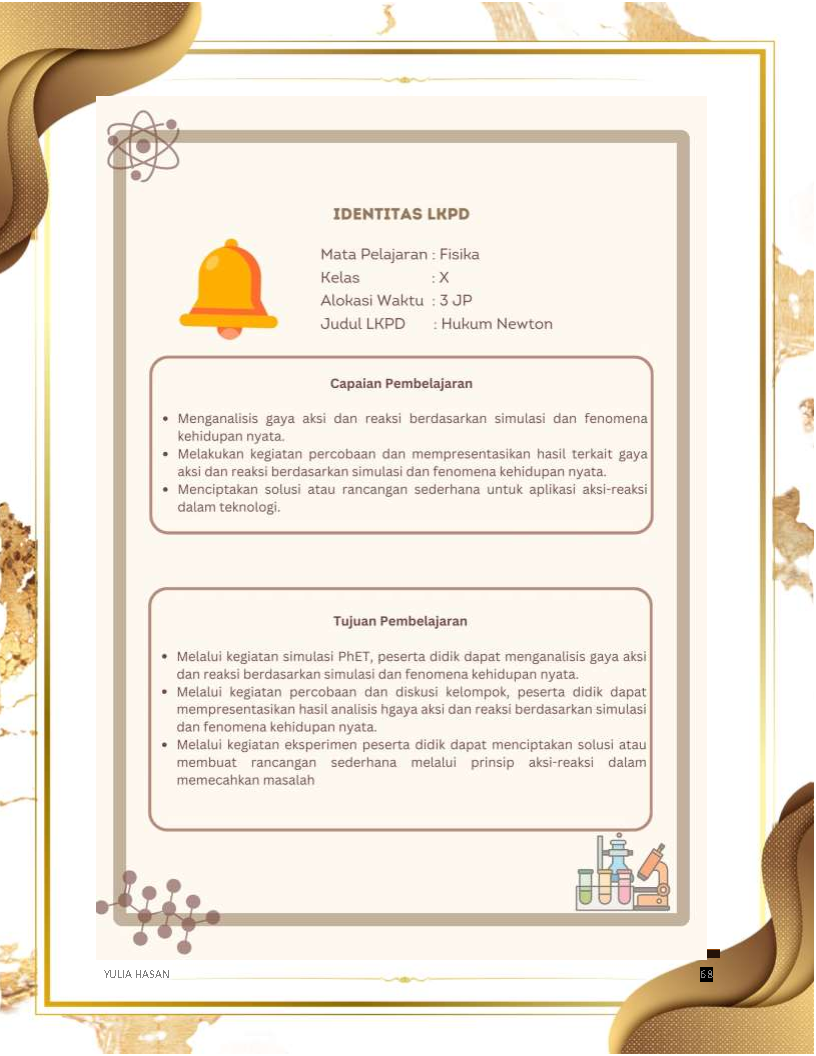 IDENTITAS LKPD
Mata Pelajaran : Fisika
Kelas : X
Alokasi Waktu : 3 JP
Judul LKPD : Hukum Newton
Capaian Pembelajaran
• Menganalisis gaya aksi dan reaksi berdasarkan simulasi dan fenomena
kehidupan nyata.
• Melakukan kegiatan percobaan dan mempresentasikan hasil terkait gaya
aksi dan reaksi berdasarkan simulasi dan fenomena kehidupan nyata.
• Menciptakan solusi atau rancangan sederhana untuk aplikasi aksi-reaksi
dalam teknologi.
Tujuan Pembelajaran
• Melalui kegiatan simulasi PhET, peserta didik dapat menganalisis gaya aksi
dan reaksi berdasarkan simulasi dan fenomena kehidupan nyata.
• Melalui kegiatan percobaan dan diskusi kelompok, peserta didik dapat
mempresentasikan hasil analisis hgaya aksi dan reaksi berdasarkan simulasi
dan fenomena kehidupan nyata.
• Melalui kegiatan eksperimen peserta didik dapat menciptakan solusi atau
membuat rancangan sederhana melalui prinsip aksi-reaksi dalam
memecahkan masalah
YULIA HASAN
68